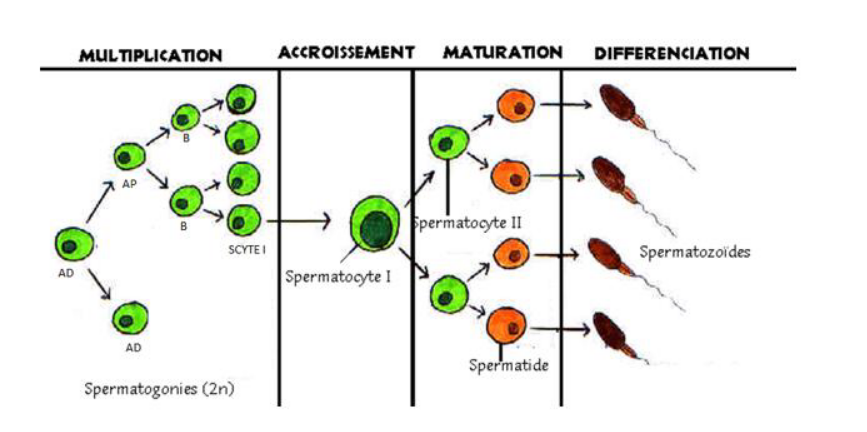 MULTIPLICATION
ACCROISSEMENT
MATURATION
DIFFERENCIATION
B
AP
B
SCYTE I
AD
AD
Spermatogonies (2n)
Spermatocyte I
Spermatocyte II
Spermatide
Spermatozoïdes